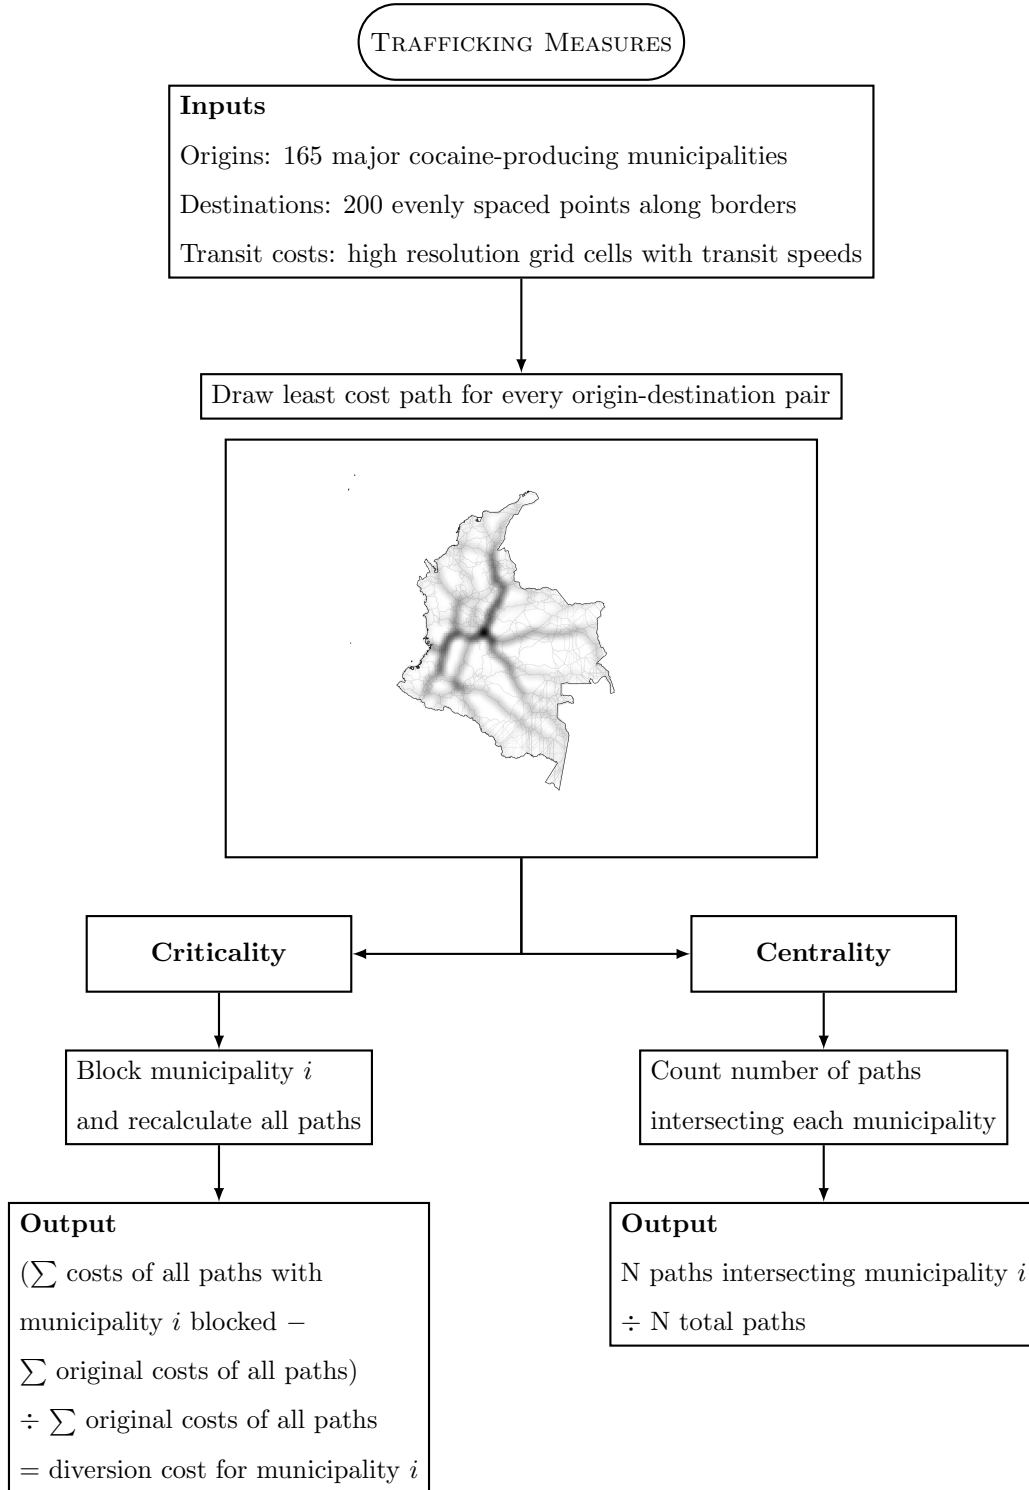 TRAFFICKING MEASURES
Inputs
Origins: 165 major cocaine-producing municipalities
Destinations: 200 evenly spaced points along borders
Transit costs: high resolution grid cells with transit speeds
Draw least cost path for every origin-destination pair
Criticality
Centrality
Block municipality i
and recalculate all paths
Count number of paths
intersecting each municipality
Output
(∑ costs of all paths with
municipality i blocked −
∑ original costs of all paths)
÷ ∑ original costs of all paths
= diversion cost for municipality i
Output
N paths intersecting municipality i
÷ N total paths